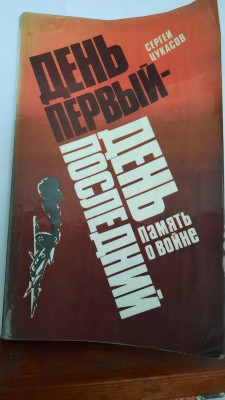 СЕРГЕЙ
ЦУКАСОВ
ДЕНЬ
ПЕРВЫЙ-
ДЕНЬ
ПОСЛЕДНИЙ
Память
о войне